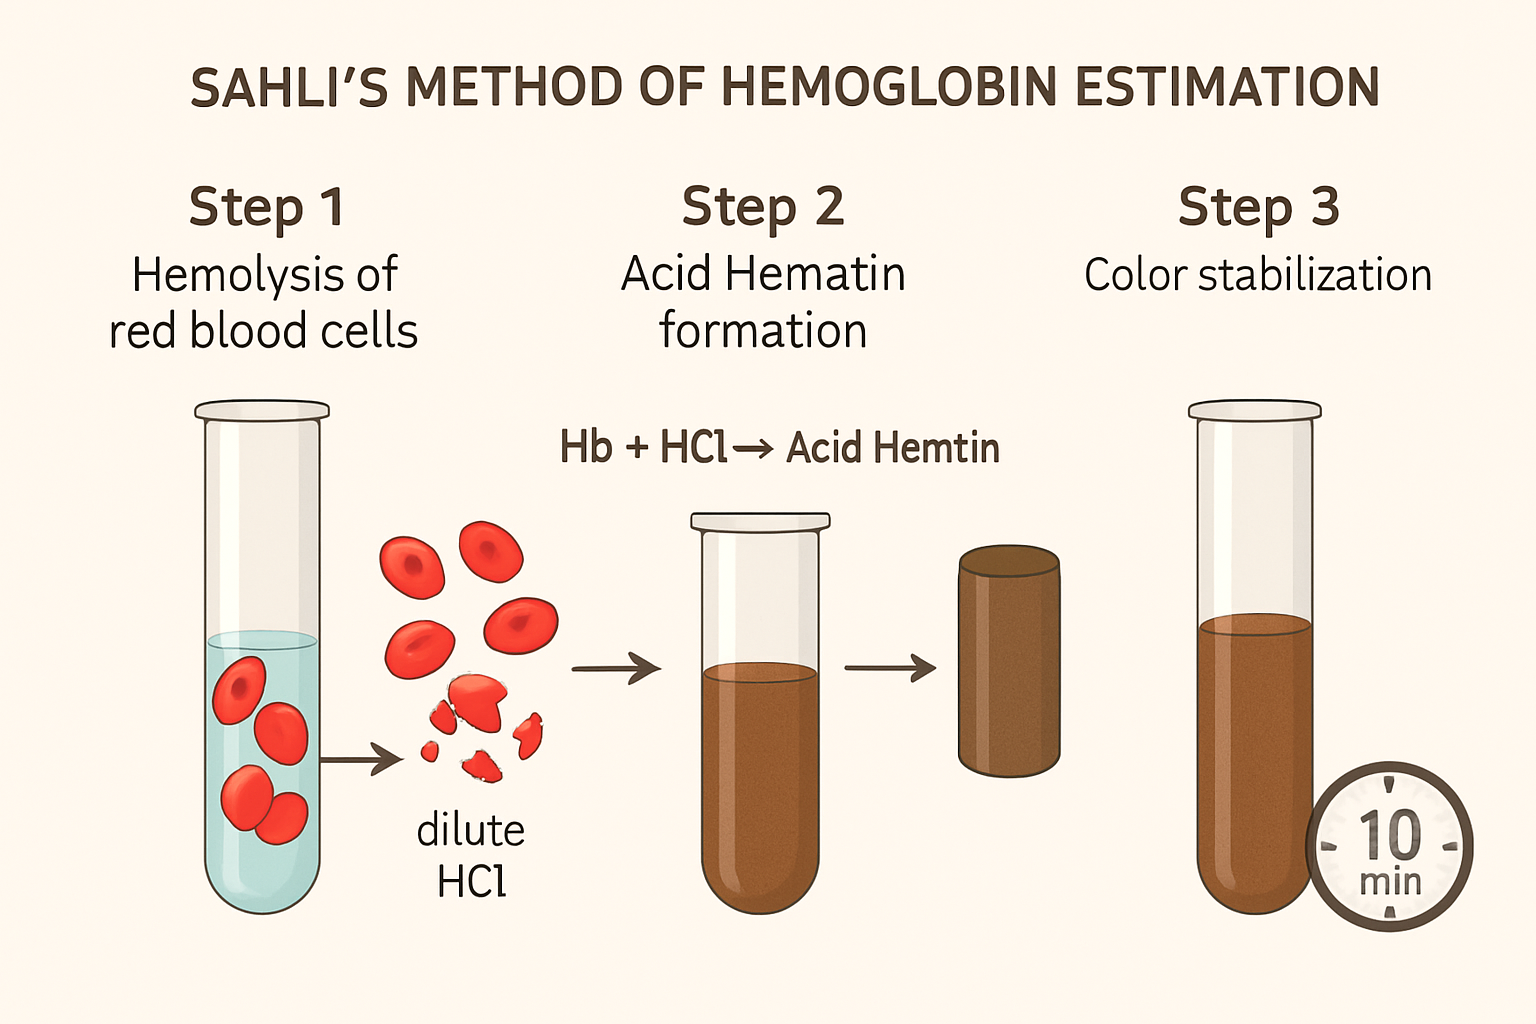 SAHLI'S METHOD OF HEMOGLOBIN ESTIMATION
Step 1
Hemolysis of
red blood cells
dilute
HCl
Step 2
Acid Hematin
formation
Hb + HCl→ Acid Hemtin
Step 3
Color stabilization
10
min